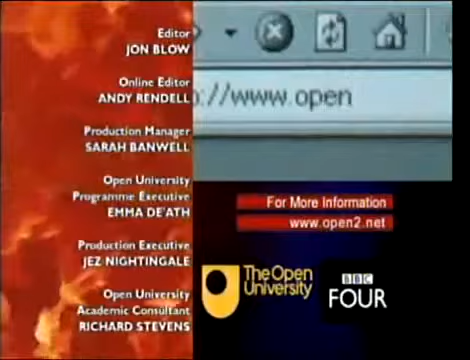 Editor
JON BLOW
Online Editor
ANDY RENDELL
Production Manager
SARAH BANWELL
Open University
Programme Executive
EMMA DE'ATH
Production Executive
JEZ NIGHTINGALE
Open University
Academic Consultant
RICHARD STEVENS
://www.open
For More Information
www.open2.net
The Open
University
BBC
FOUR